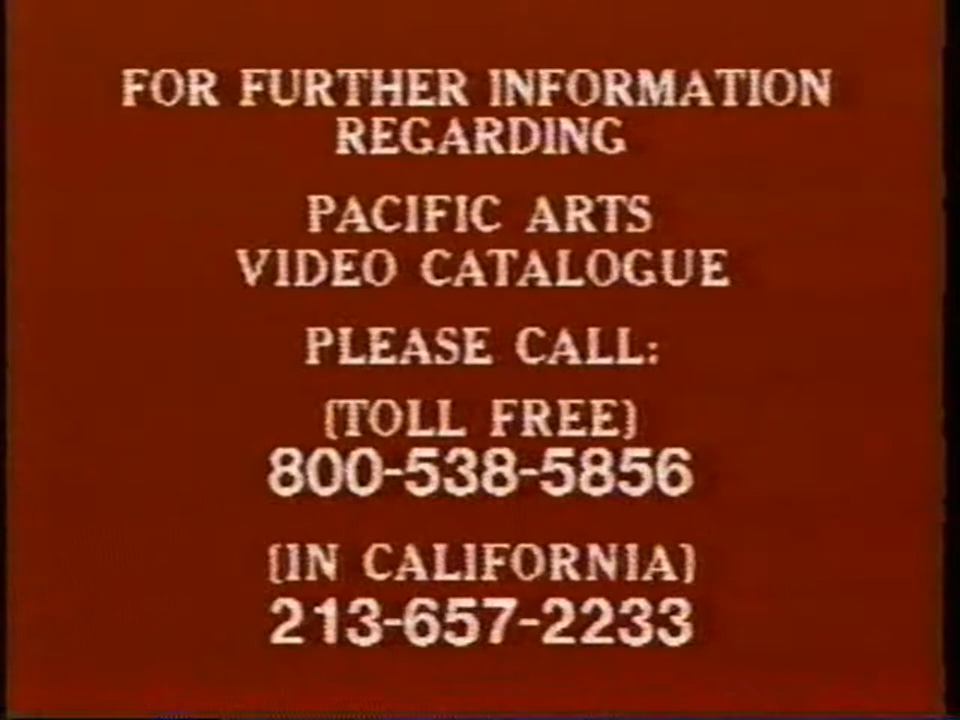 FOR FURTHER INFORMATION
REGARDING
PACIFIC ARTS
VIDEO CATALOGUE
PLEASE CALL:
(TOLL FREE)
800-538-5856
(IN CALIFORNIA)
213-657-2233